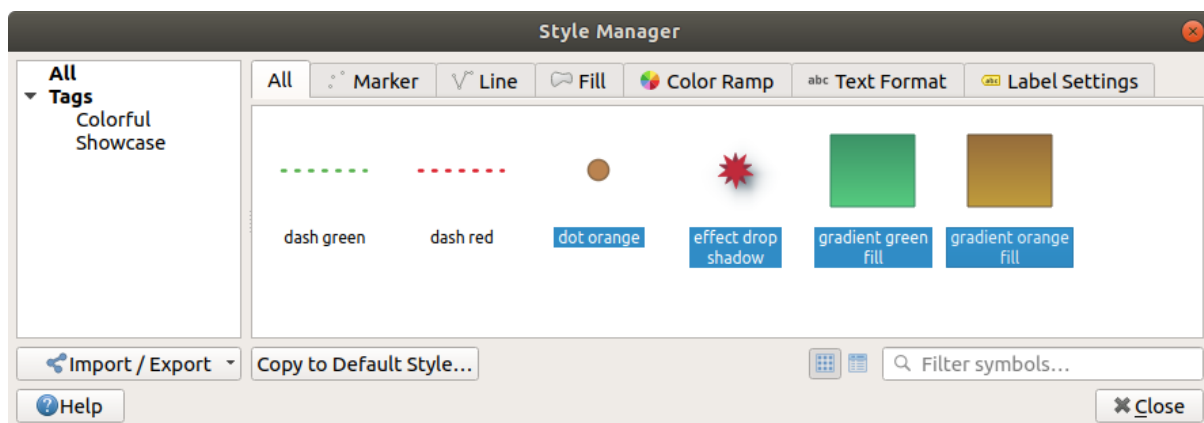 Style Manager
All
Tags
Colorful
Showcase
All
Marker
Line
Fill
Color Ramp
abc Text Format
abc Label Settings
dash green
dash red
dot orange
effect drop
shadow
gradient green
fill
gradient orange
fill
Import / Export
Copy to Default Style...
Filter symbols...
Help
Close